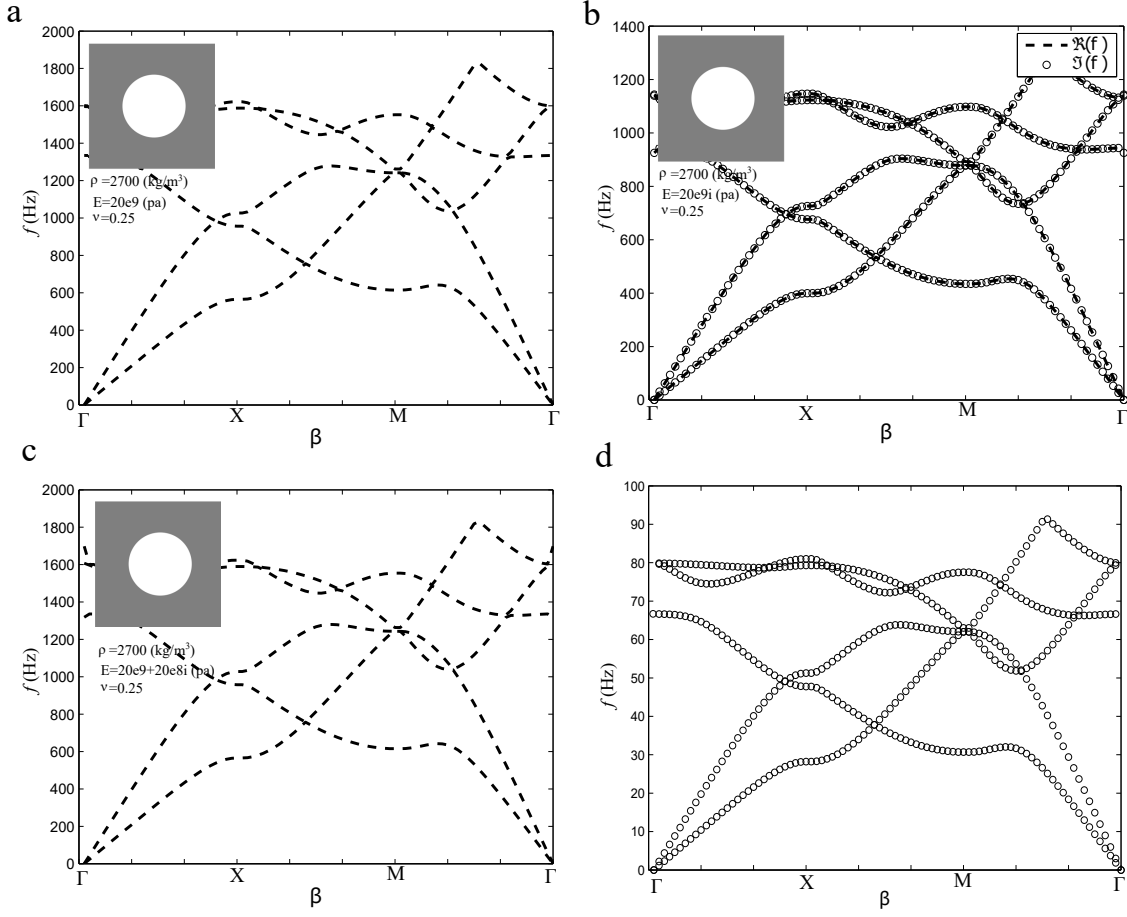 a
2000
1800
1600
1400
1200
1000
800
600
400
200
0
f (Hz)
ρ =2700 (kg/m³)
E=20e9 (pa)
ν=0.25
Γ
X
M
Γ
β
b
1400
1200
1000
800
600
400
200
0
f (Hz)
ℜ(f )
ℑ(f )
ρ =2700 (kg/m³)
E=20e9i (pa)
ν=0.25
Γ
X
M
Γ
β
c
2000
1800
1600
1400
1200
1000
800
600
400
200
0
f (Hz)
ρ =2700 (kg/m³)
E=20e9+20e8i (pa)
ν=0.25
Γ
X
M
Γ
β
d
100
90
80
70
60
50
40
30
20
10
0
f (Hz)
Γ
X
M
Γ
β